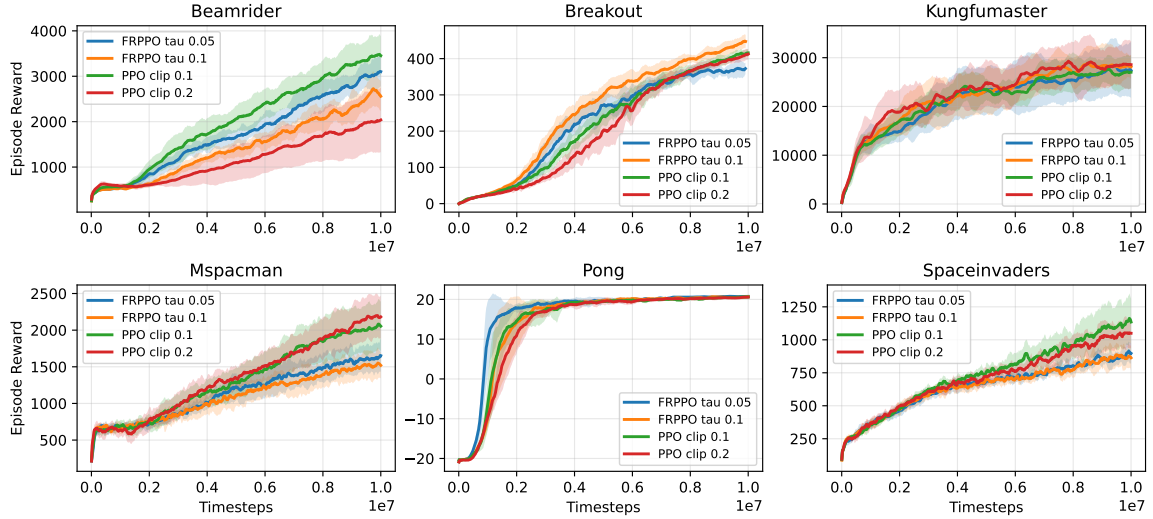 Beamrider
Episode Reward
4000
3000
2000
1000
FRPPO tau 0.05
FRPPO tau 0.1
PPO clip 0.1
PPO clip 0.2
0.0 0.2 0.4 0.6 0.8 1.0
1e7
Breakout
400
300
200
100
0
FRPPO tau 0.05
FRPPO tau 0.1
PPO clip 0.1
PPO clip 0.2
0.0 0.2 0.4 0.6 0.8 1.0
1e7
Kungfumaster
30000
20000
10000
0
FRPPO tau 0.05
FRPPO tau 0.1
PPO clip 0.1
PPO clip 0.2
0.0 0.2 0.4 0.6 0.8 1.0
1e7
Mspacman
Episode Reward
2500
2000
1500
1000
500
FRPPO tau 0.05
FRPPO tau 0.1
PPO clip 0.1
PPO clip 0.2
0.0 0.2 0.4 0.6 0.8 1.0
Timesteps
1e7
Pong
20
10
0
−10
−20
FRPPO tau 0.05
FRPPO tau 0.1
PPO clip 0.1
PPO clip 0.2
0.0 0.2 0.4 0.6 0.8 1.0
Timesteps
1e7
Spaceinvaders
1250
1000
750
500
250
FRPPO tau 0.05
FRPPO tau 0.1
PPO clip 0.1
PPO clip 0.2
0.0 0.2 0.4 0.6 0.8 1.0
Timesteps
1e7